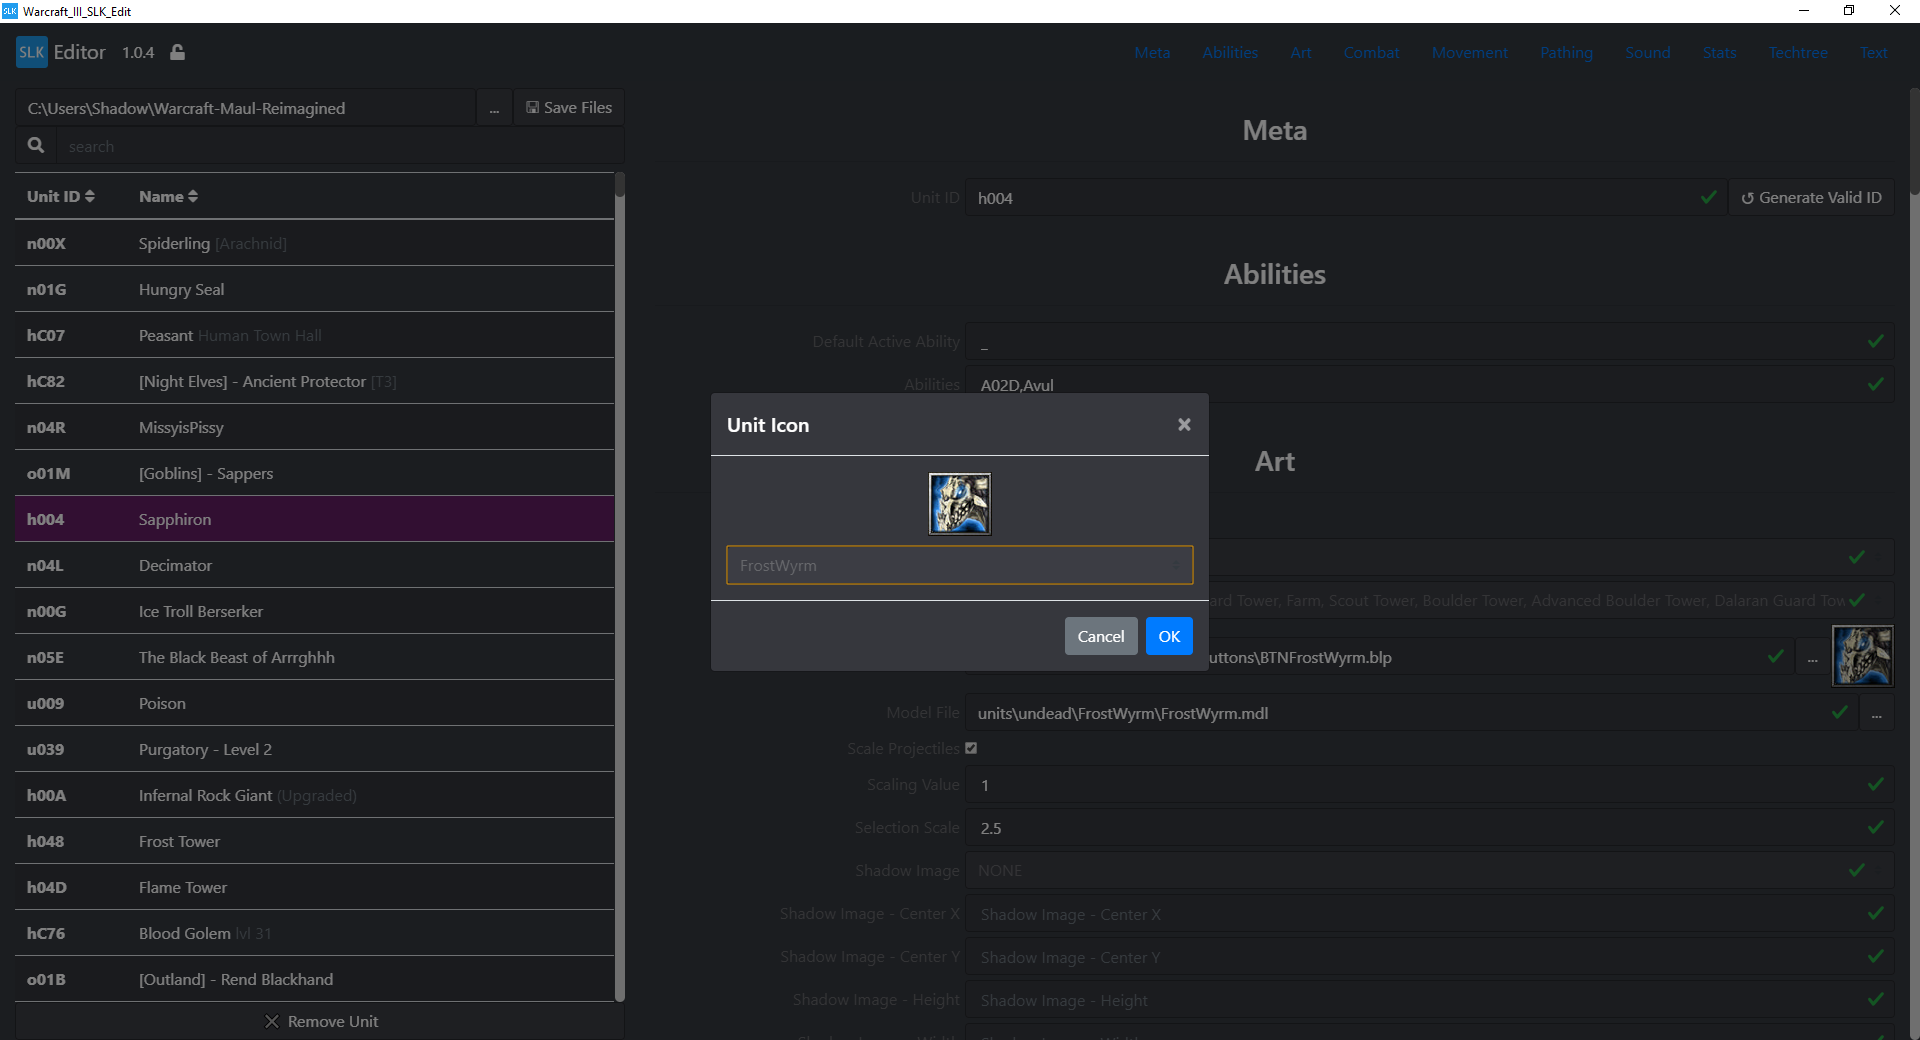 SLK Warcraft_III_SLK_Edit
SLK Editor 1.0.4
Meta Abilities Art Combat Movement Pathing Sound Stats Techtree Text
C:\Users\Shadow\Warcraft-Maul-Reimagined ... Save Files
search
Unit ID Name
n00X Spiderling [Arachnid]
n01G Hungry Seal
hC07 Peasant Human Town Hall
hC82 [Night Elves] - Ancient Protector [T3]
n04R MissyisPissy
o01M [Goblins] - Sappers
h004 Sapphiron
n04L Decimator
n00G Ice Troll Berserker
n05E The Black Beast of Arrrghhh
u009 Poison
u039 Purgatory - Level 2
h00A Infernal Rock Giant (Upgraded)
h048 Frost Tower
h04D Flame Tower
hC76 Blood Golem lvl 31
o01B [Outland] - Rend Blackhand
Remove Unit
Meta
Unit ID h004 Generate Valid ID
Abilities
Default Active Ability _
Abilities A02D,Avul
Art
Unit Icon
FrostWyrm
Cancel OK
ard Tower, Farm, Scout Tower, Boulder Tower, Advanced Boulder Tower, Dalaran Guard Tow
uttons\BTNFrostWyrm.blp ...
Model File units\undead\FrostWyrm\FrostWyrm.mdl ...
Scale Projectiles
Scaling Value 1
Selection Scale 2.5
Shadow Image NONE
Shadow Image - Center X Shadow Image - Center X
Shadow Image - Center Y Shadow Image - Center Y
Shadow Image - Height Shadow Image - Height